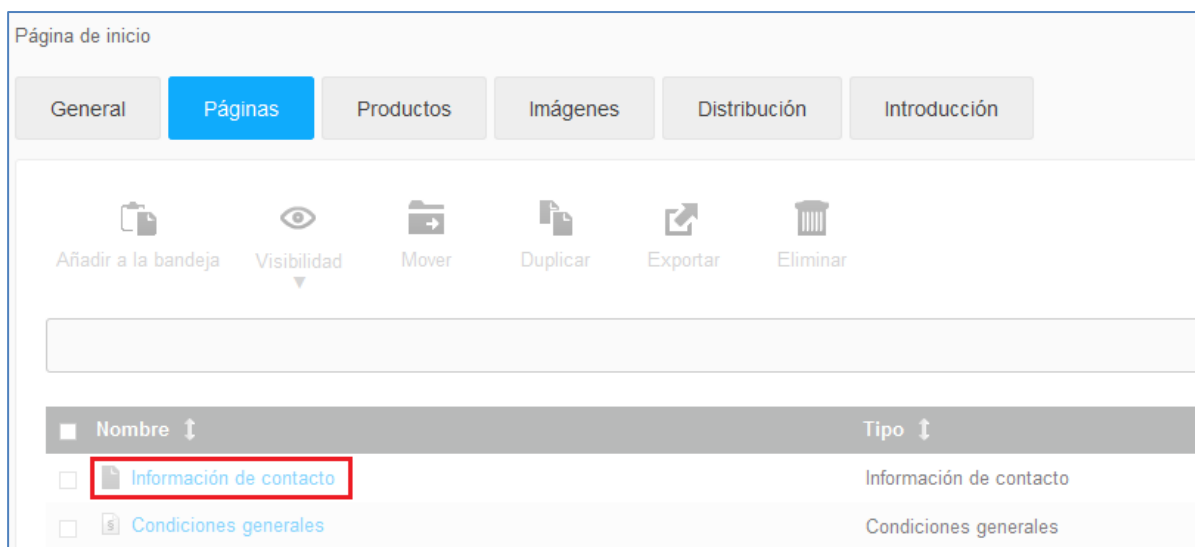 Página de inicio
General Páginas Productos Imágenes Distribución Introducción
Añadir a la bandeja Visibilidad Mover Duplicar Exportar Eliminar
Nombre Tipo
Información de contacto Información de contacto
Condiciones generales Condiciones generales